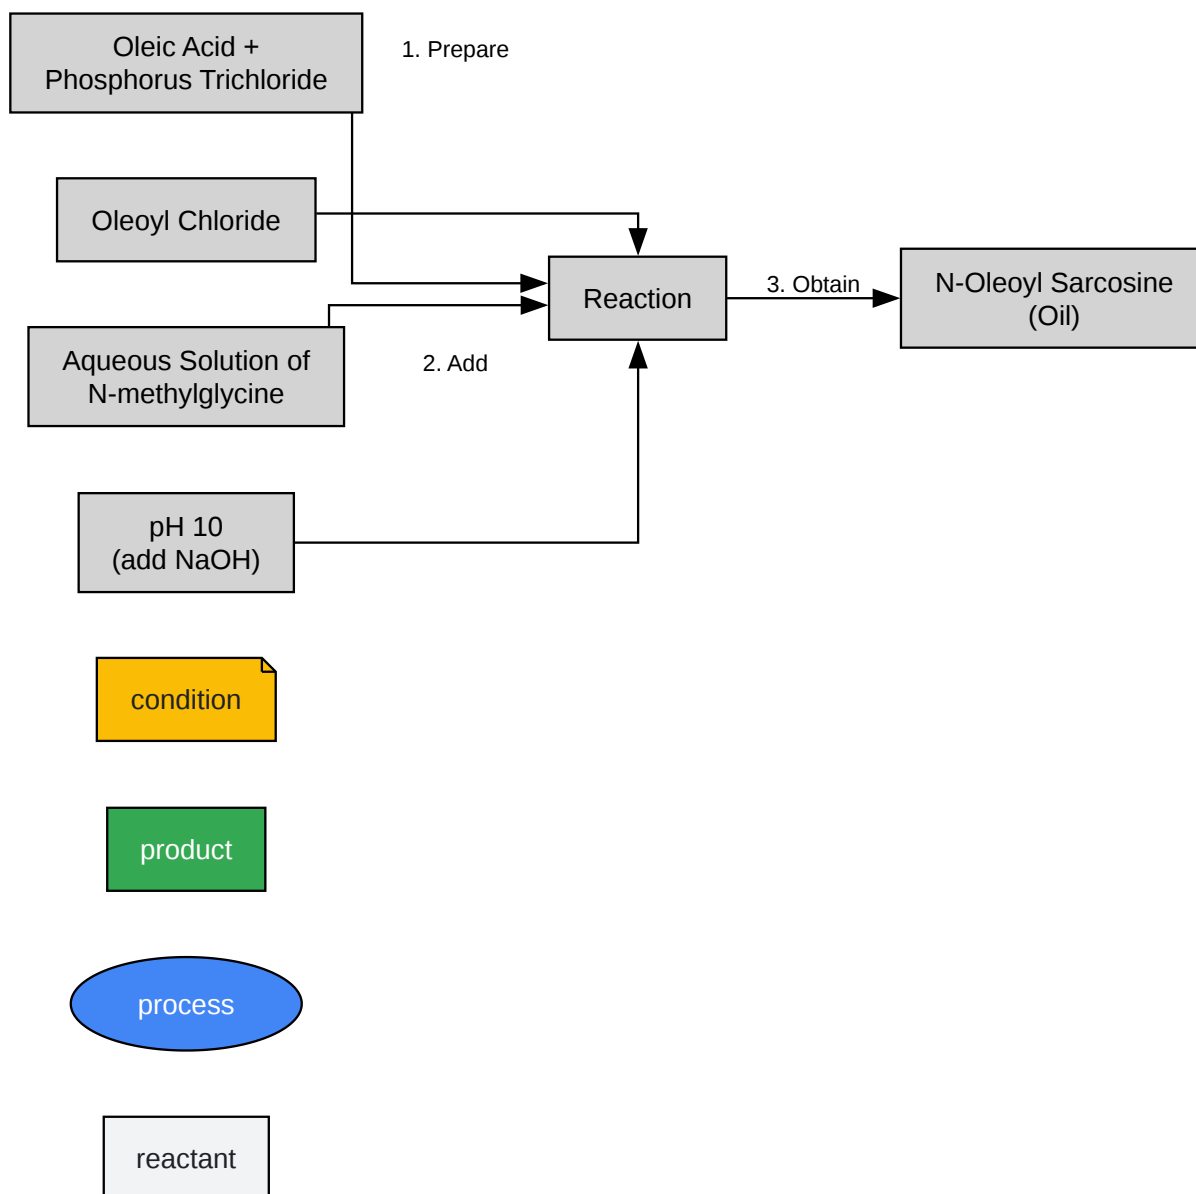 Oleic Acid +
Phosphorus Trichloride
1. Prepare
Oleoyl Chloride
Reaction
3. Obtain
N-Oleoyl Sarcosine
(Oil)
Aqueous Solution of
N-methylglycine
2. Add
pH 10
(add NaOH)
condition
product
process
reactant